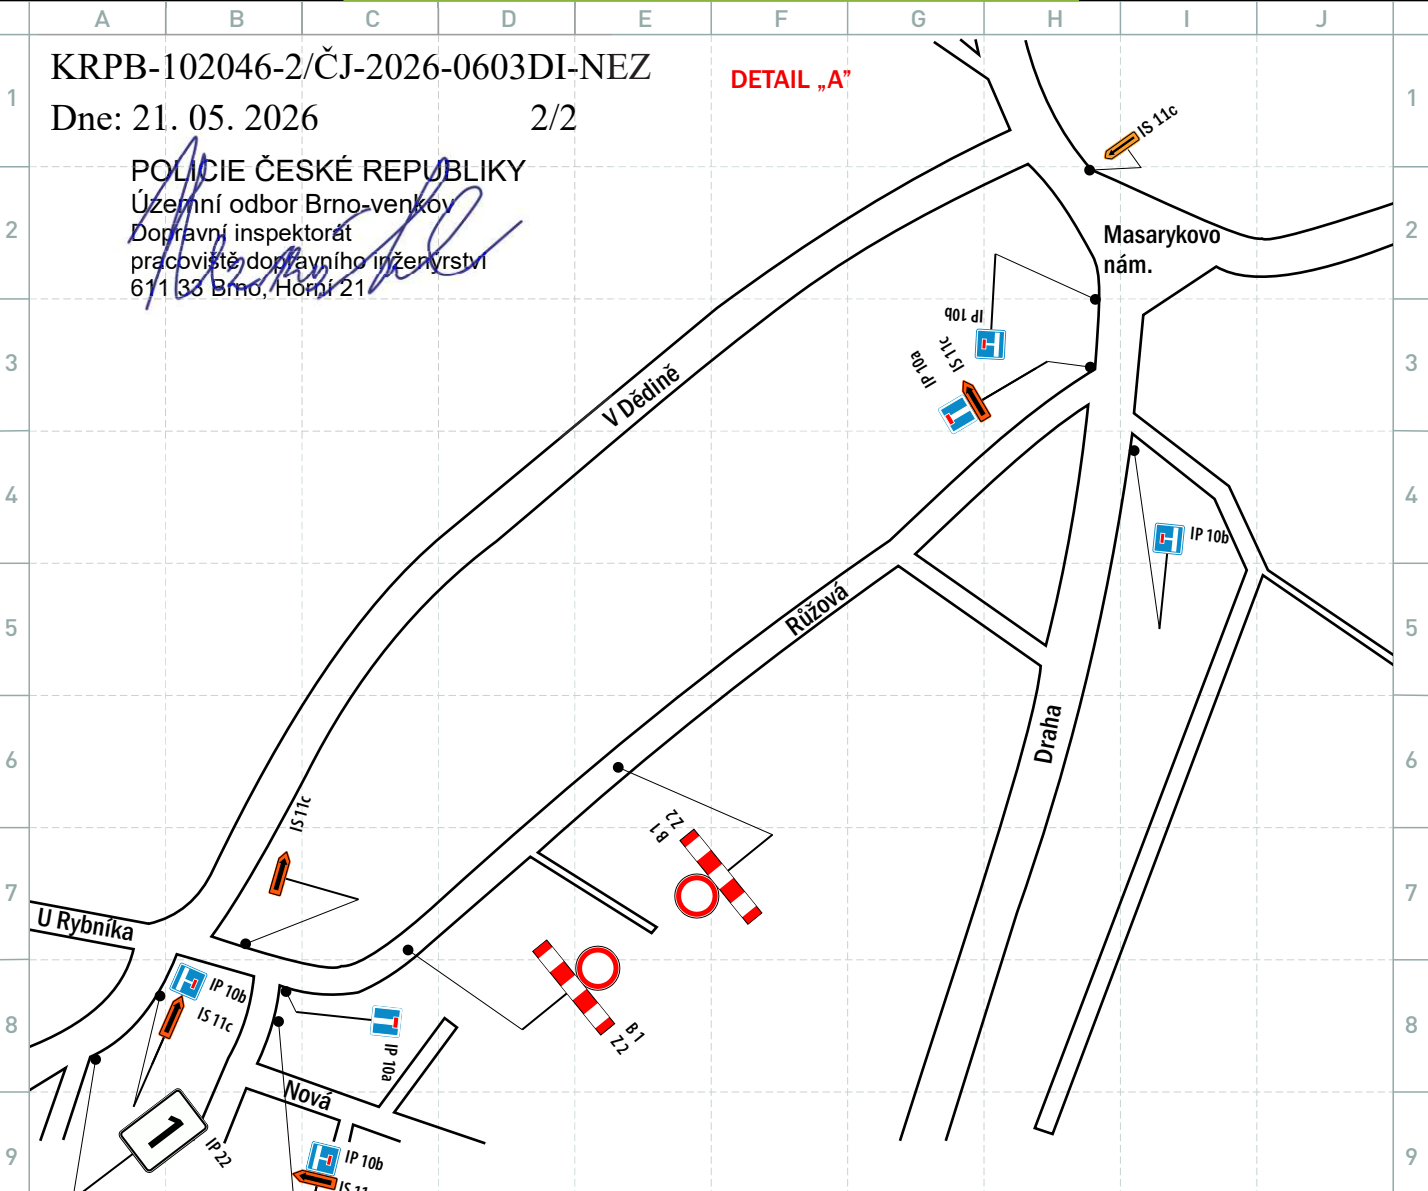 A B C D E F G H I J
KRPB-102046-2/ČJ-2026-0603DI-NEZ
Dne: 21. 05. 2026 2/2
POLICIE ČESKÉ REPUBLIKY
Územní odbor Brno-venkov
Dopravní inspektorát
pracoviště dopravního inženýrství
611 33 Brno, Horní 21
DETAIL „A”
1 1
IS 11c
2 2
Masarykovo
nám.
IP 10b
IS 11c
IP 10a
3 3
V Dědině
4 4
IP 10b
5 5
Růžová
Draha
6 6
IS 11c
Z2
B1
7 7
U Rybníka
IP 10b
IS 11c
8 8
IP 10a
B1
Z2
Nová
1
IP 22
9 9
IP 10b